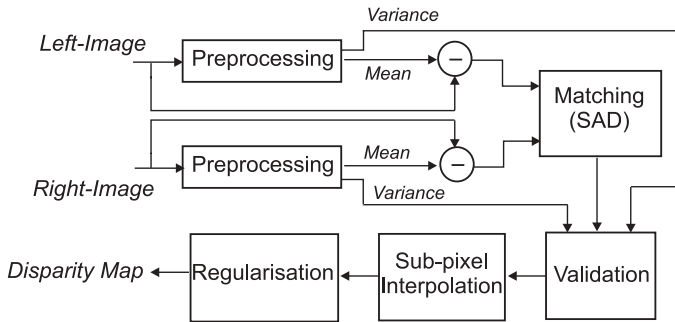 Variance
Left-Image
Preprocessing
−
Mean
Matching
(SAD)
Preprocessing
Mean
−
Right-Image
Variance
Disparity Map
Regularisation
Sub-pixel
Interpolation
Validation